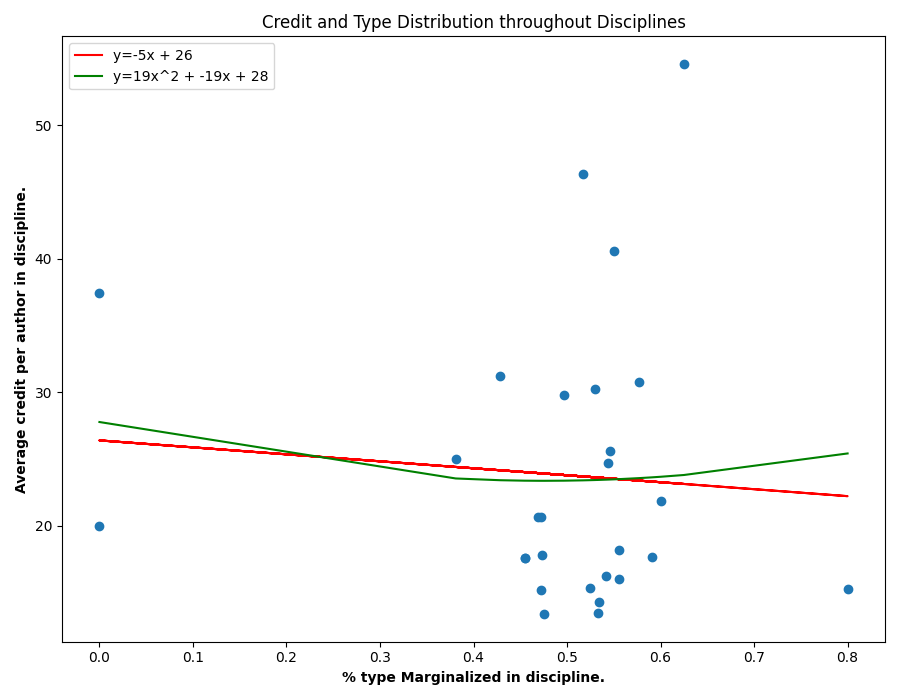 Credit and Type Distribution throughout Disciplines
y=-5x + 26
y=19x^2 + -19x + 28
50
40
30
20
Average credit per author in discipline.
0.0 0.1 0.2 0.3 0.4 0.5 0.6 0.7 0.8
% type Marginalized in discipline.